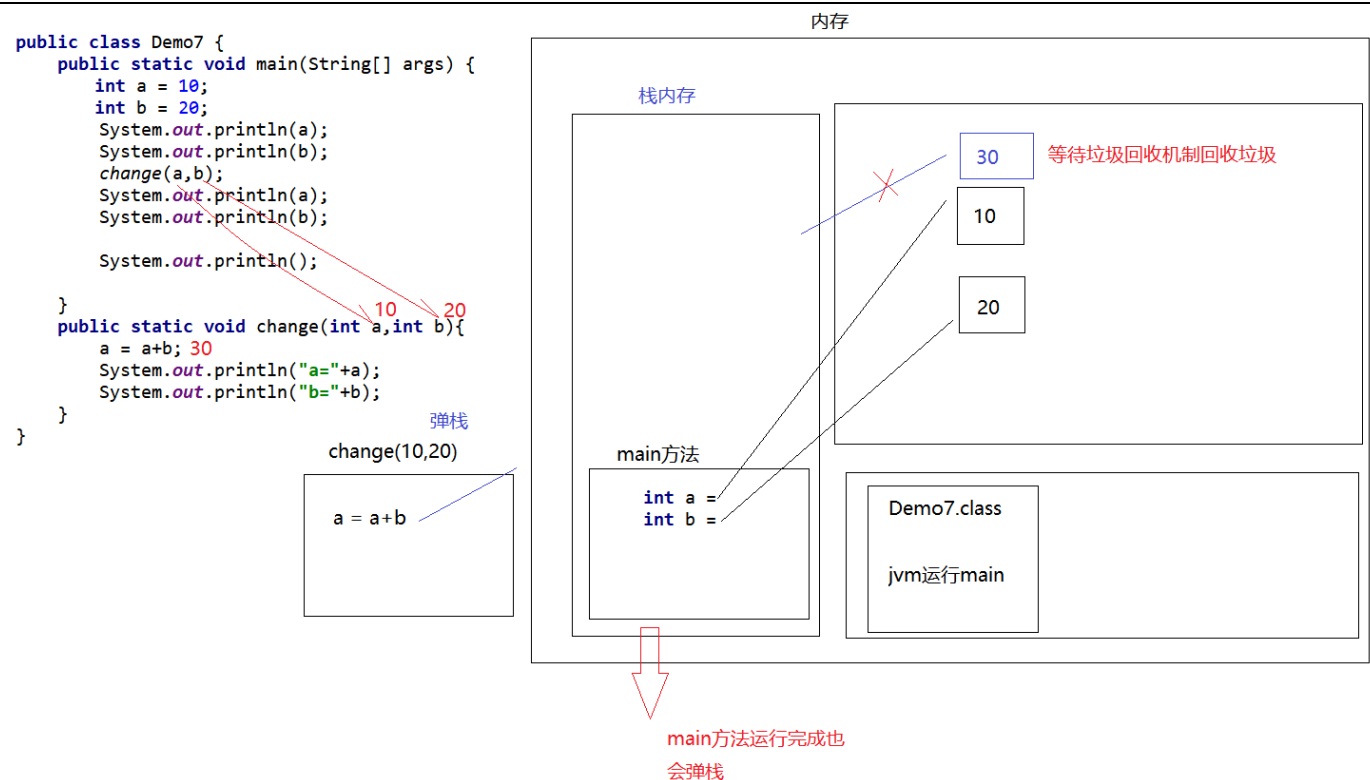 内存
public class Demo7 {
public static void main(String[] args) {
int a = 10;
int b = 20;
System.out.println(a);
System.out.println(b);
change(a,b);
System.out.println(a);
System.out.println(b);
System.out.println();
}
10
20
public static void change(int a,int b){
a = a+b; 30
System.out.println("a="+a);
System.out.println("b="+b);
}
}
弹栈
change(10,20)
a = a+b
栈内存
main方法
int a =
int b =
30
等待垃圾回收机制回收垃圾
10
20
Demo7.class
jvm运行main
main方法运行完成也
会弹栈